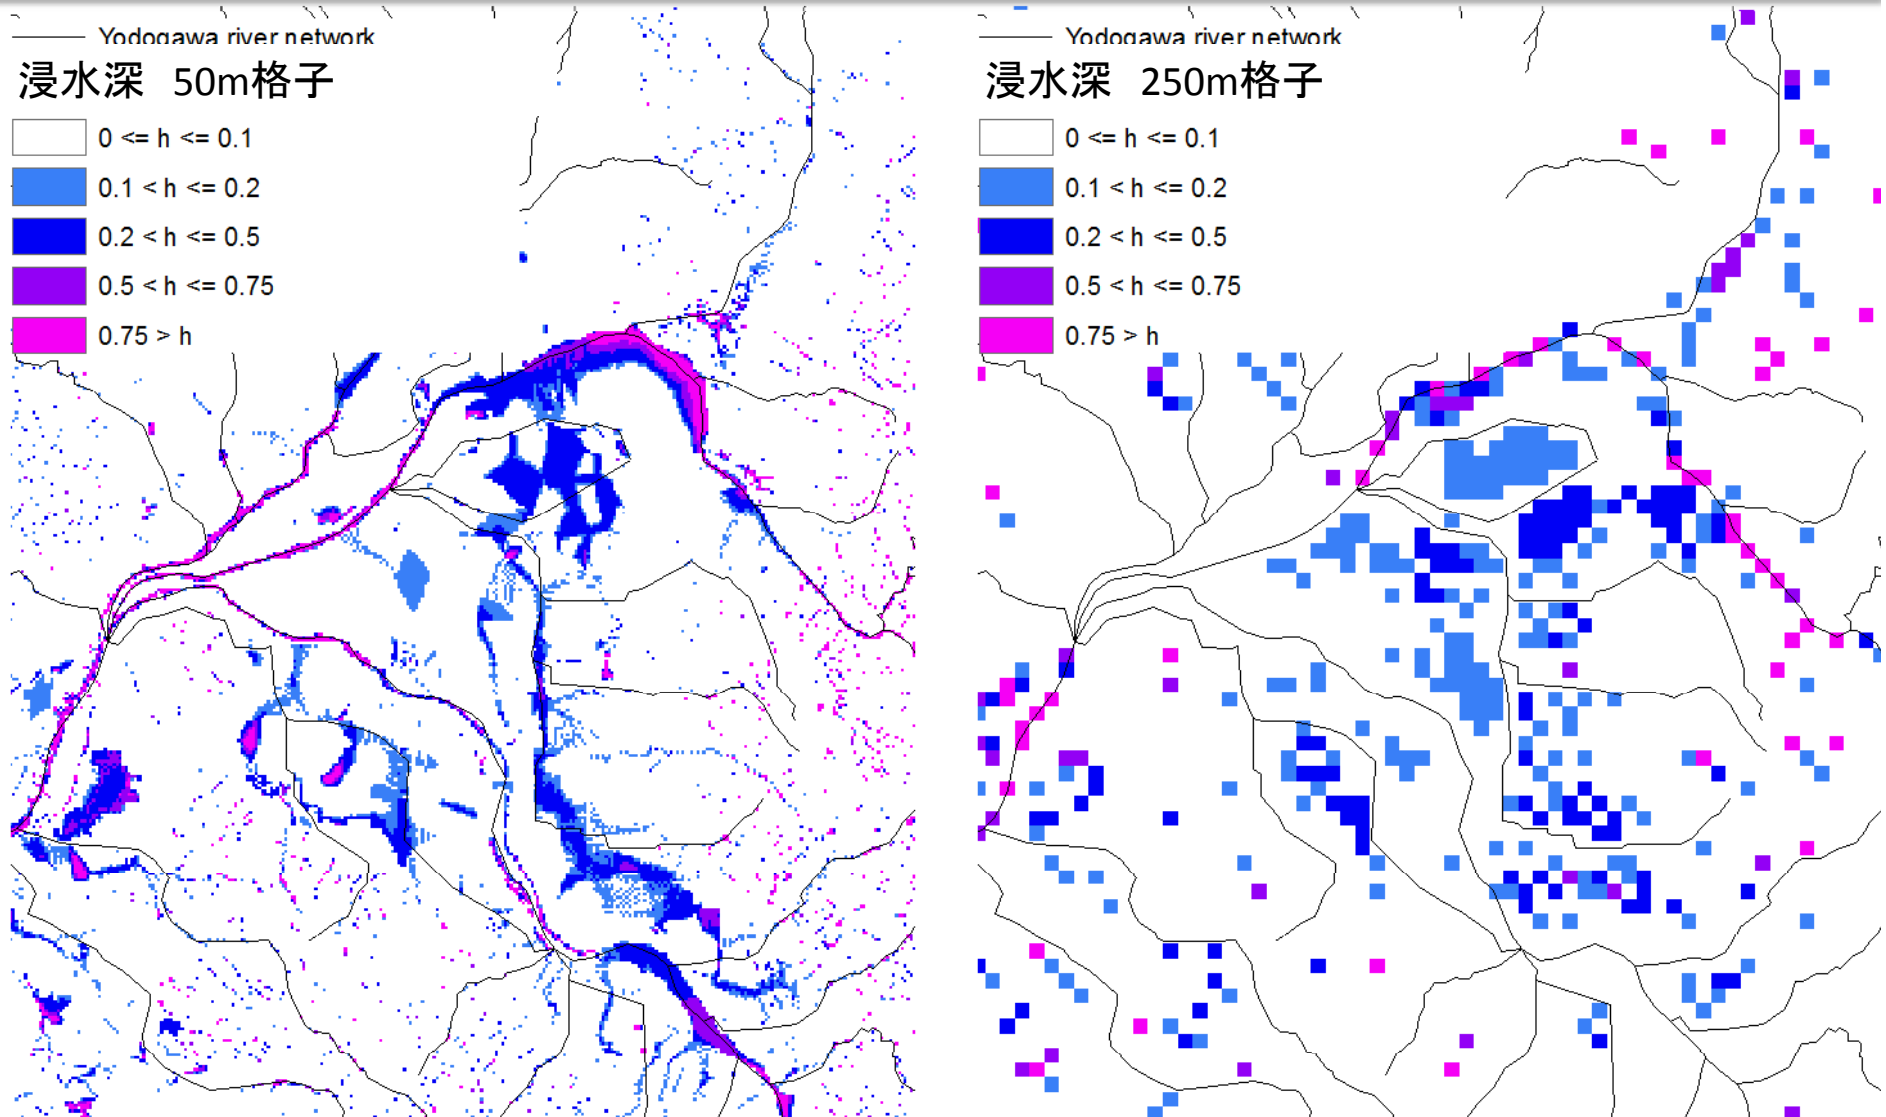 Yodogawa river network
浸水深 50m格子
0 <= h <= 0.1
0.1 < h <= 0.2
0.2 < h <= 0.5
0.5 < h <= 0.75
0.75 > h
Yodogawa river network
浸水深 250m格子
0 <= h <= 0.1
0.1 < h <= 0.2
0.2 < h <= 0.5
0.5 < h <= 0.75
0.75 > h